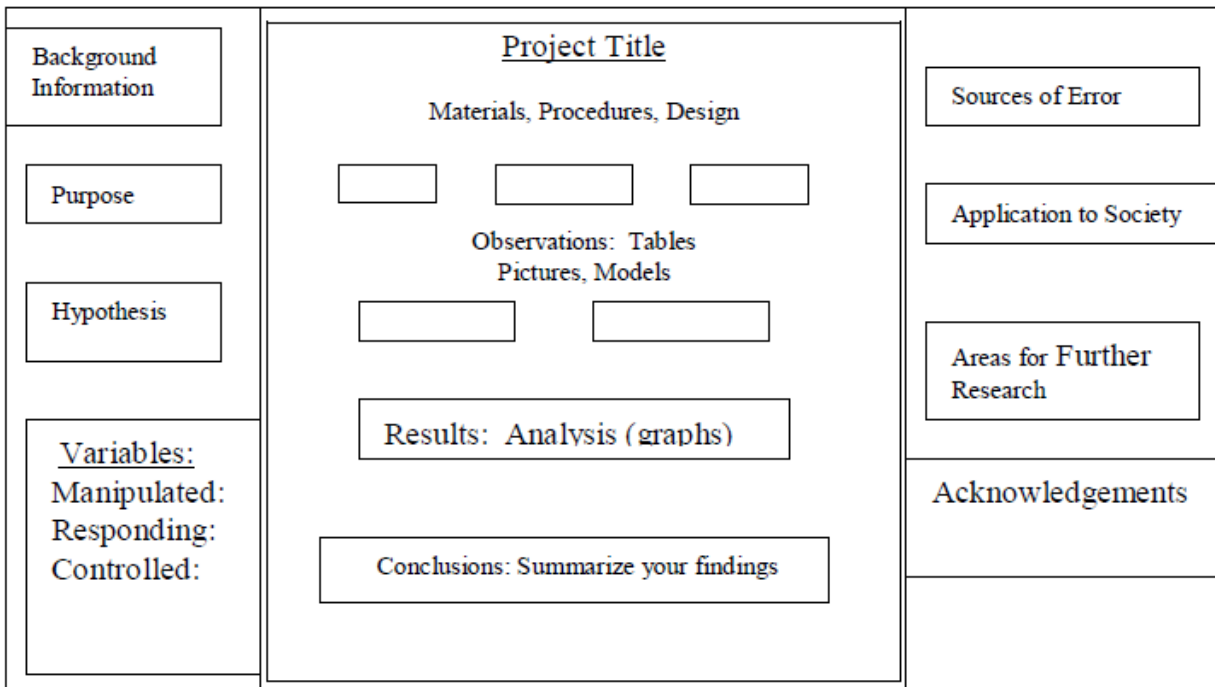 Background
Information
Purpose
Hypothesis
Variables:
Manipulated:
Responding:
Controlled:
Project Title
Materials, Procedures, Design
Observations: Tables
Pictures, Models
Results: Analysis (graphs)
Conclusions: Summarize your findings
Sources of Error
Application to Society
Areas for Further
Research
Acknowledgements